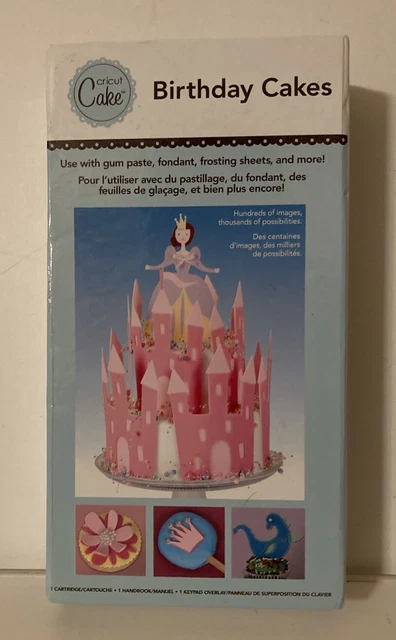 cricut
Cake™
Birthday Cakes
Use with gum paste, fondant, frosting sheets, and more!
Pour l'utiliser avec du pastillage, du fondant, des
feuilles de glaçage, et bien plus encore!
Hundreds of images,
thousands of possibilities.
Des centaines
d'images, des milliers
de possibilités.
1 CARTRIDGE/CARTOUCHE • 1 HANDBOOK/MANUEL • 1 KEYPAD OVERLAY/PANNEAU DE SUPERPOSITION DU CLAVIER